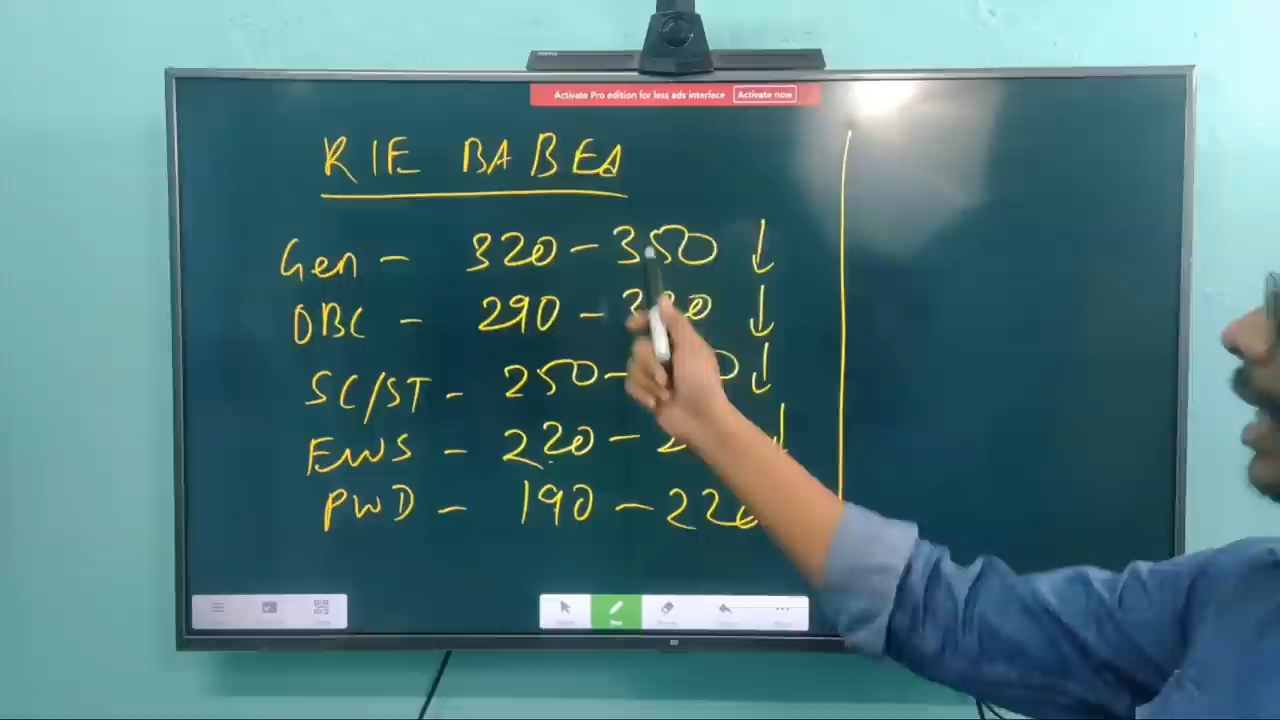 Activate Pro edition for less ads interface Activate now
RIE BABEd
Gen - 320 - 350 ↓
OBC - 290 - ↓
SC/ST - 250 - ↓
EWS - 220 -
PWD - 190 - 220
Pen